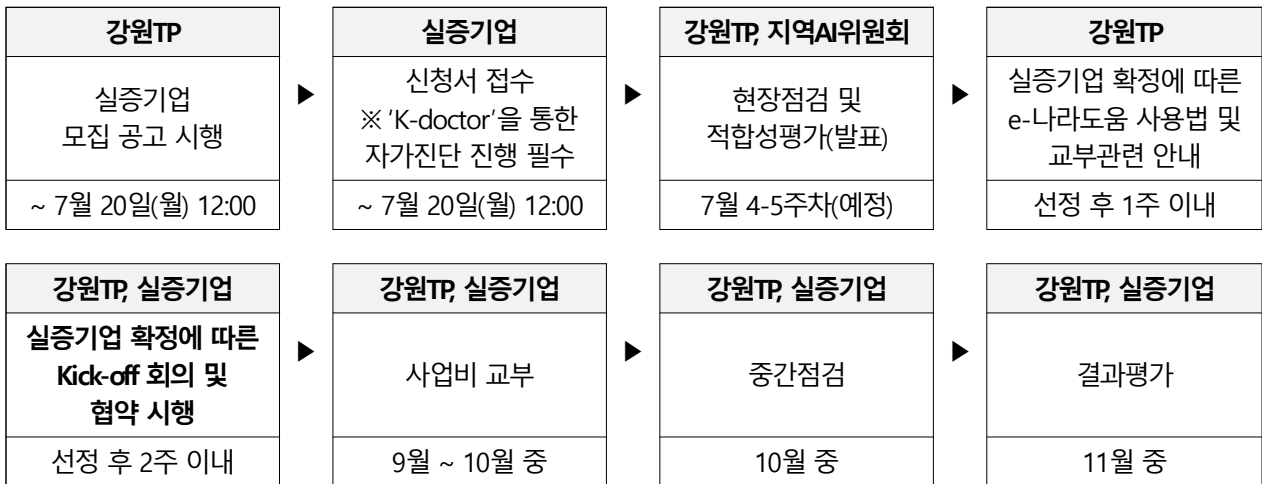 강원TP
실증기업
모집 공고 시행
~ 7월 20일(월) 12:00
▶
실증기업
신청서 접수
※ 'K-doctor'을 통한
자가진단 진행 필수
~ 7월 20일(월) 12:00
▶
강원TP, 지역AI위원회
현장점검 및
적합성평가(발표)
7월 4-5주차(예정)
▶
강원TP
실증기업 확정에 따른
e-나라도움 사용법 및
교부관련 안내
선정 후 1주 이내
강원TP, 실증기업
실증기업 확정에 따른
Kick-off 회의 및
협약 시행
선정 후 2주 이내
▶
강원TP, 실증기업
사업비 교부
9월 ~ 10월 중
▶
강원TP, 실증기업
중간점검
10월 중
▶
강원TP, 실증기업
결과평가
11월 중